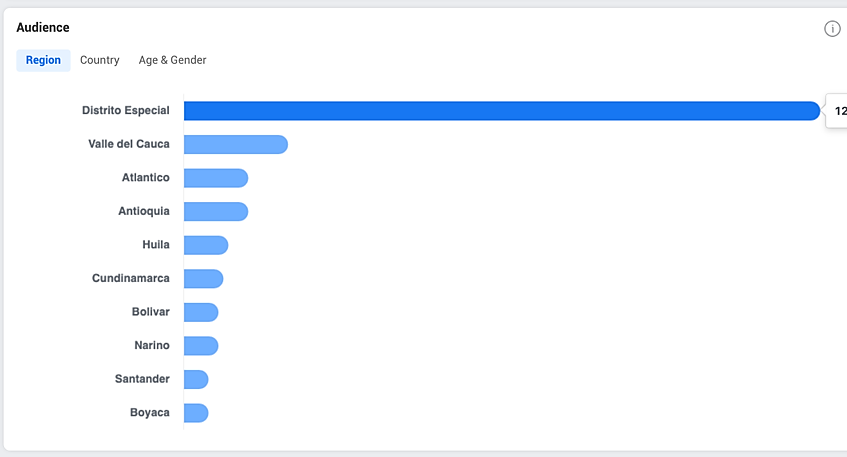 Audience
Region Country Age & Gender
Distrito Especial
12
Valle del Cauca
Atlantico
Antioquia
Huila
Cundinamarca
Bolivar
Narino
Santander
Boyaca